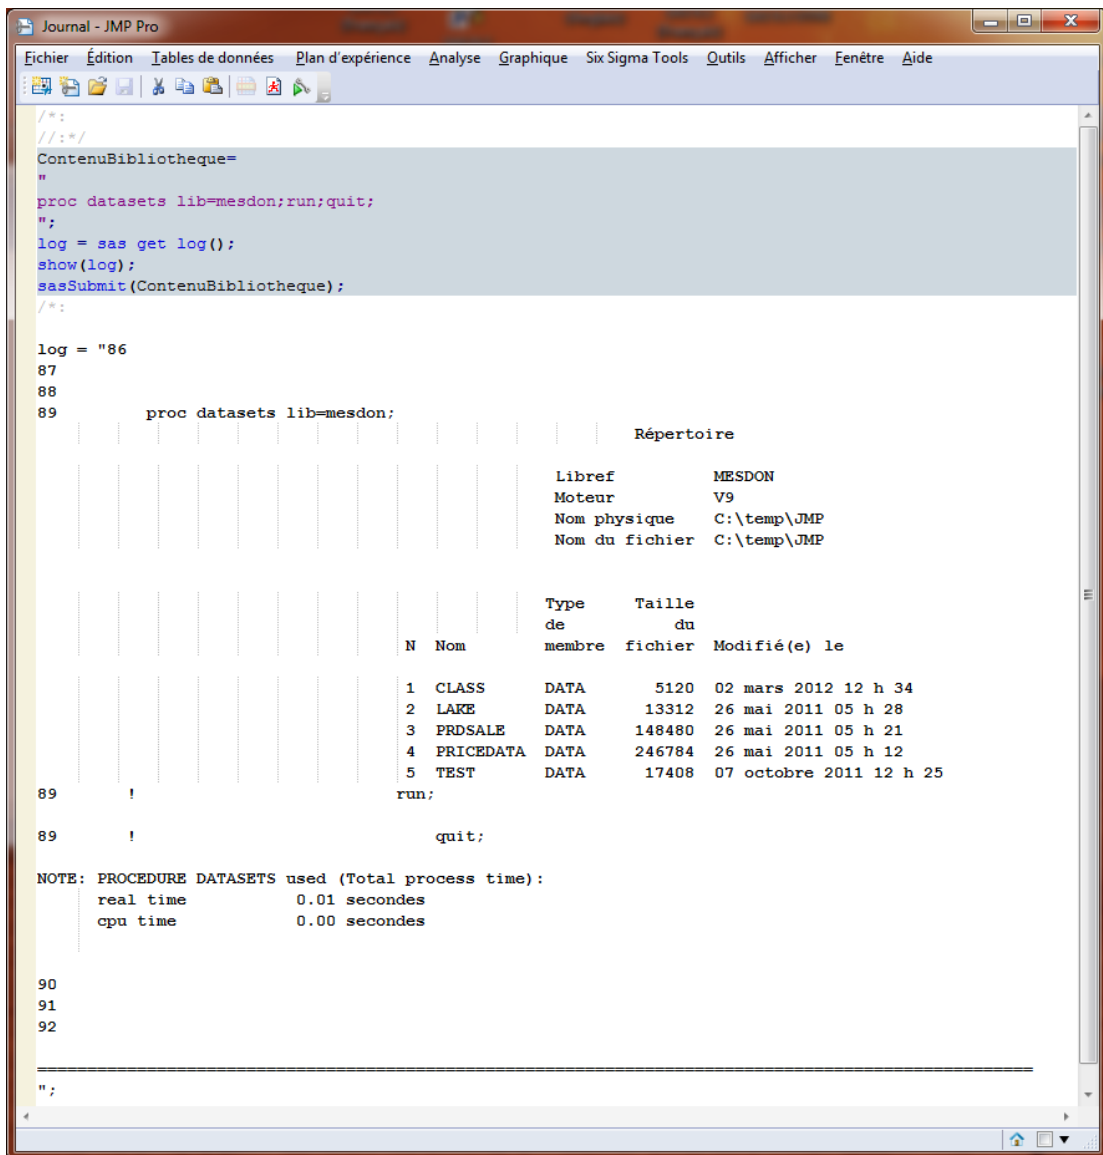 Journal - JMP Pro
Fichier Édition Tables de données Plan d'expérience Analyse Graphique Six Sigma Tools Outils Afficher Fenêtre Aide
/*:
//:*/
ContenuBibliotheque=
"
proc datasets lib=mesdon;run;quit;
";
log = sas get log();
show(log);
sasSubmit(ContenuBibliotheque);
/*:
log = "86
87
88
89 proc datasets lib=mesdon;
Répertoire
Libref MESDON
Moteur V9
Nom physique C:\temp\JMP
Nom du fichier C:\temp\JMP
Type Taille
de du
N Nom membre fichier Modifié(e) le
1 CLASS DATA 5120 02 mars 2012 12 h 34
2 LAKE DATA 13312 26 mai 2011 05 h 28
3 PRDSALE DATA 148480 26 mai 2011 05 h 21
4 PRICEDATA DATA 246784 26 mai 2011 05 h 12
5 TEST DATA 17408 07 octobre 2011 12 h 25
89 ! run;
89 ! quit;
NOTE: PROCEDURE DATASETS used (Total process time):
real time 0.01 secondes
cpu time 0.00 secondes
90
91
92
====================================================================================================
";